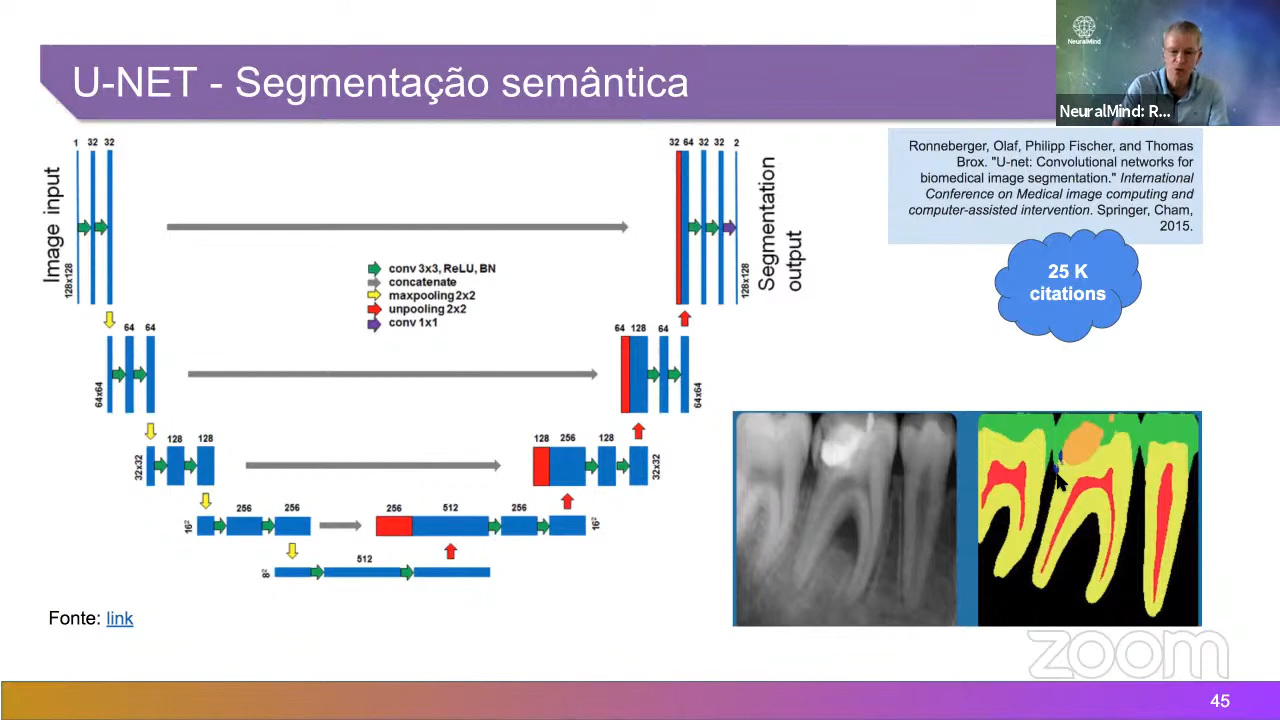 U-NET - Segmentação semântica
NeuralMind
NeuralMind: R...
Ronneberger, Olaf, Philipp Fischer, and Thomas
Brox. "U-net: Convolutional networks for
biomedical image segmentation." International
Conference on Medical image computing and
computer-assisted intervention. Springer, Cham,
2015.
25 K
citations
Image input
128x128
1 32 32
32 64 32 32 2
Segmentation
output
128x128
conv 3x3, ReLU, BN
concatenate
maxpooling 2x2
unpooling 2x2
conv 1x1
64x64
64 64
64 128 64
64x64
32x32
128 128
128 256 128
32x32
16²
256 256
256 512 256
16²
8²
512
Fonte: link
zoom
45